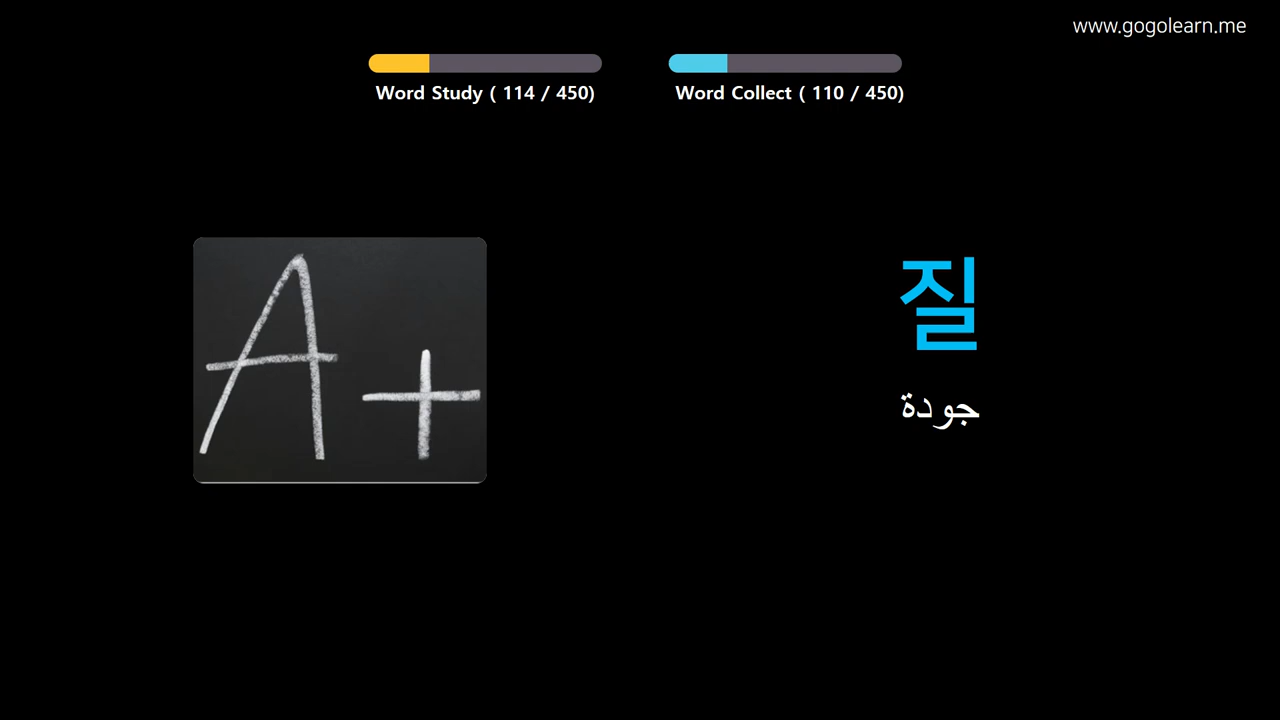 www.gogolearn.me
Word Study ( 114 / 450)
Word Collect ( 110 / 450)
A+
질
جودة